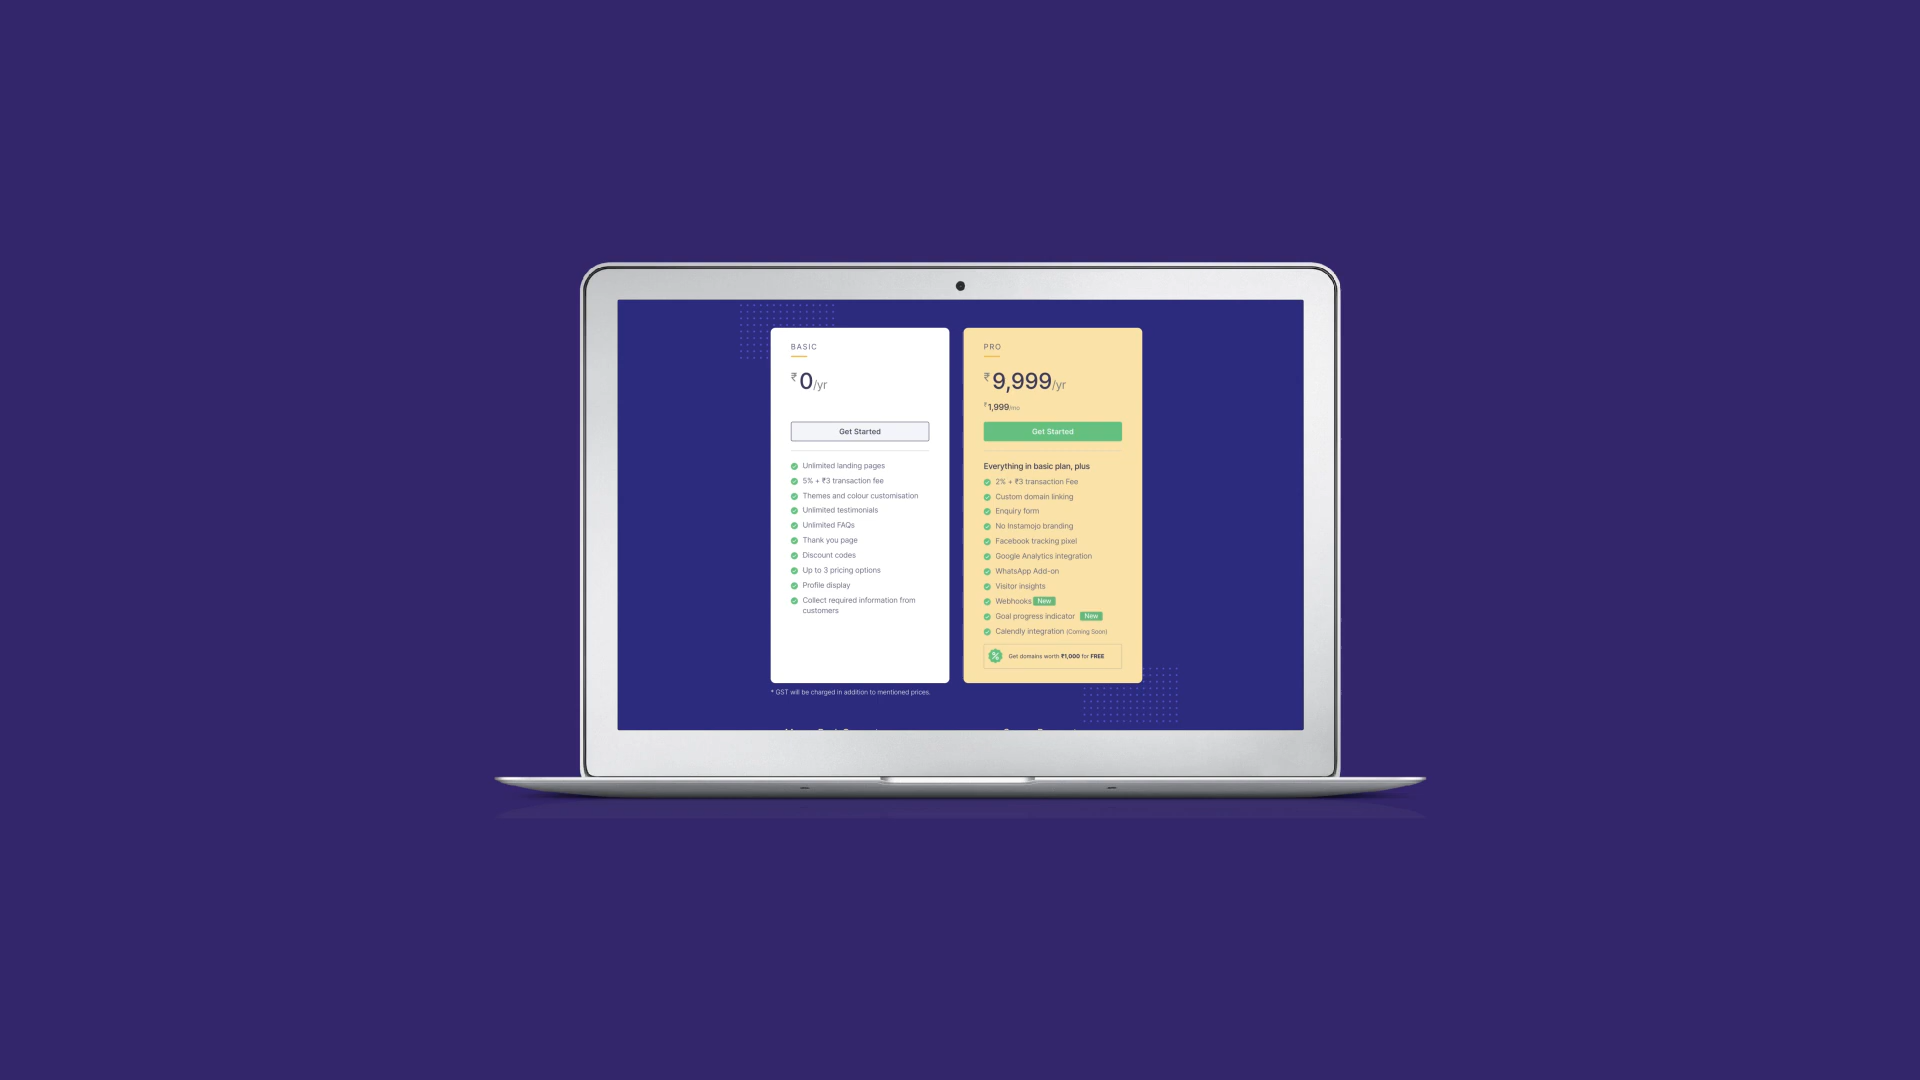 BASIC
₹0/yr
Get Started
Unlimited landing pages
5% + ₹3 transaction fee
Themes and colour customisation
Unlimited testimonials
Unlimited FAQs
Thank you page
Discount codes
Up to 3 pricing options
Profile display
Collect required information from
customers
PRO
₹9,999/yr
₹1,999/mo
Get Started
Everything in basic plan, plus
2% + ₹3 transaction Fee
Custom domain linking
Enquiry form
No Instamojo branding
Facebook tracking pixel
Google Analytics integration
WhatsApp Add-on
Visitor insights
Webhooks New
Goal progress indicator New
Calendly integration (Coming Soon)
Get domains worth ₹1,000 for FREE
* GST will be charged in addition to mentioned prices.